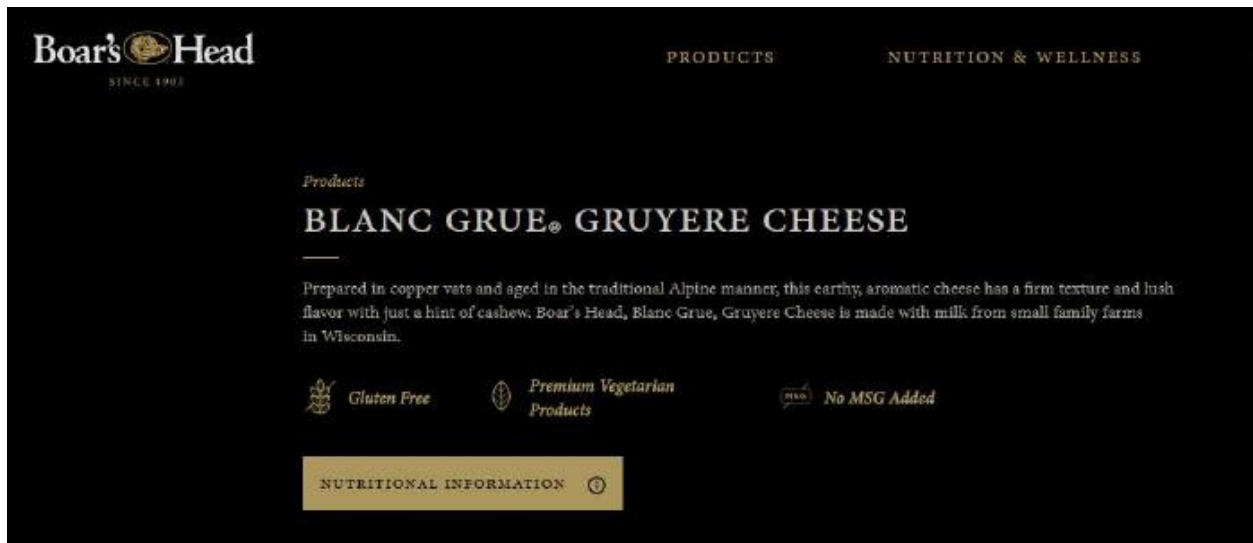 Boar's Head
SINCE 1905
PRODUCTS
NUTRITION & WELLNESS
Products
BLANC GRUE® GRUYERE CHEESE
Prepared in copper vats and aged in the traditional Alpine manner, this earthy, aromatic cheese has a firm texture and lush
flavor with just a hint of cashew. Boar's Head® Blanc Grue® Gruyere Cheese is made with milk from small family farms
in Wisconsin.
Gluten Free
Premium Vegetarian
Products
MSG
No MSG Added
NUTRITIONAL INFORMATION